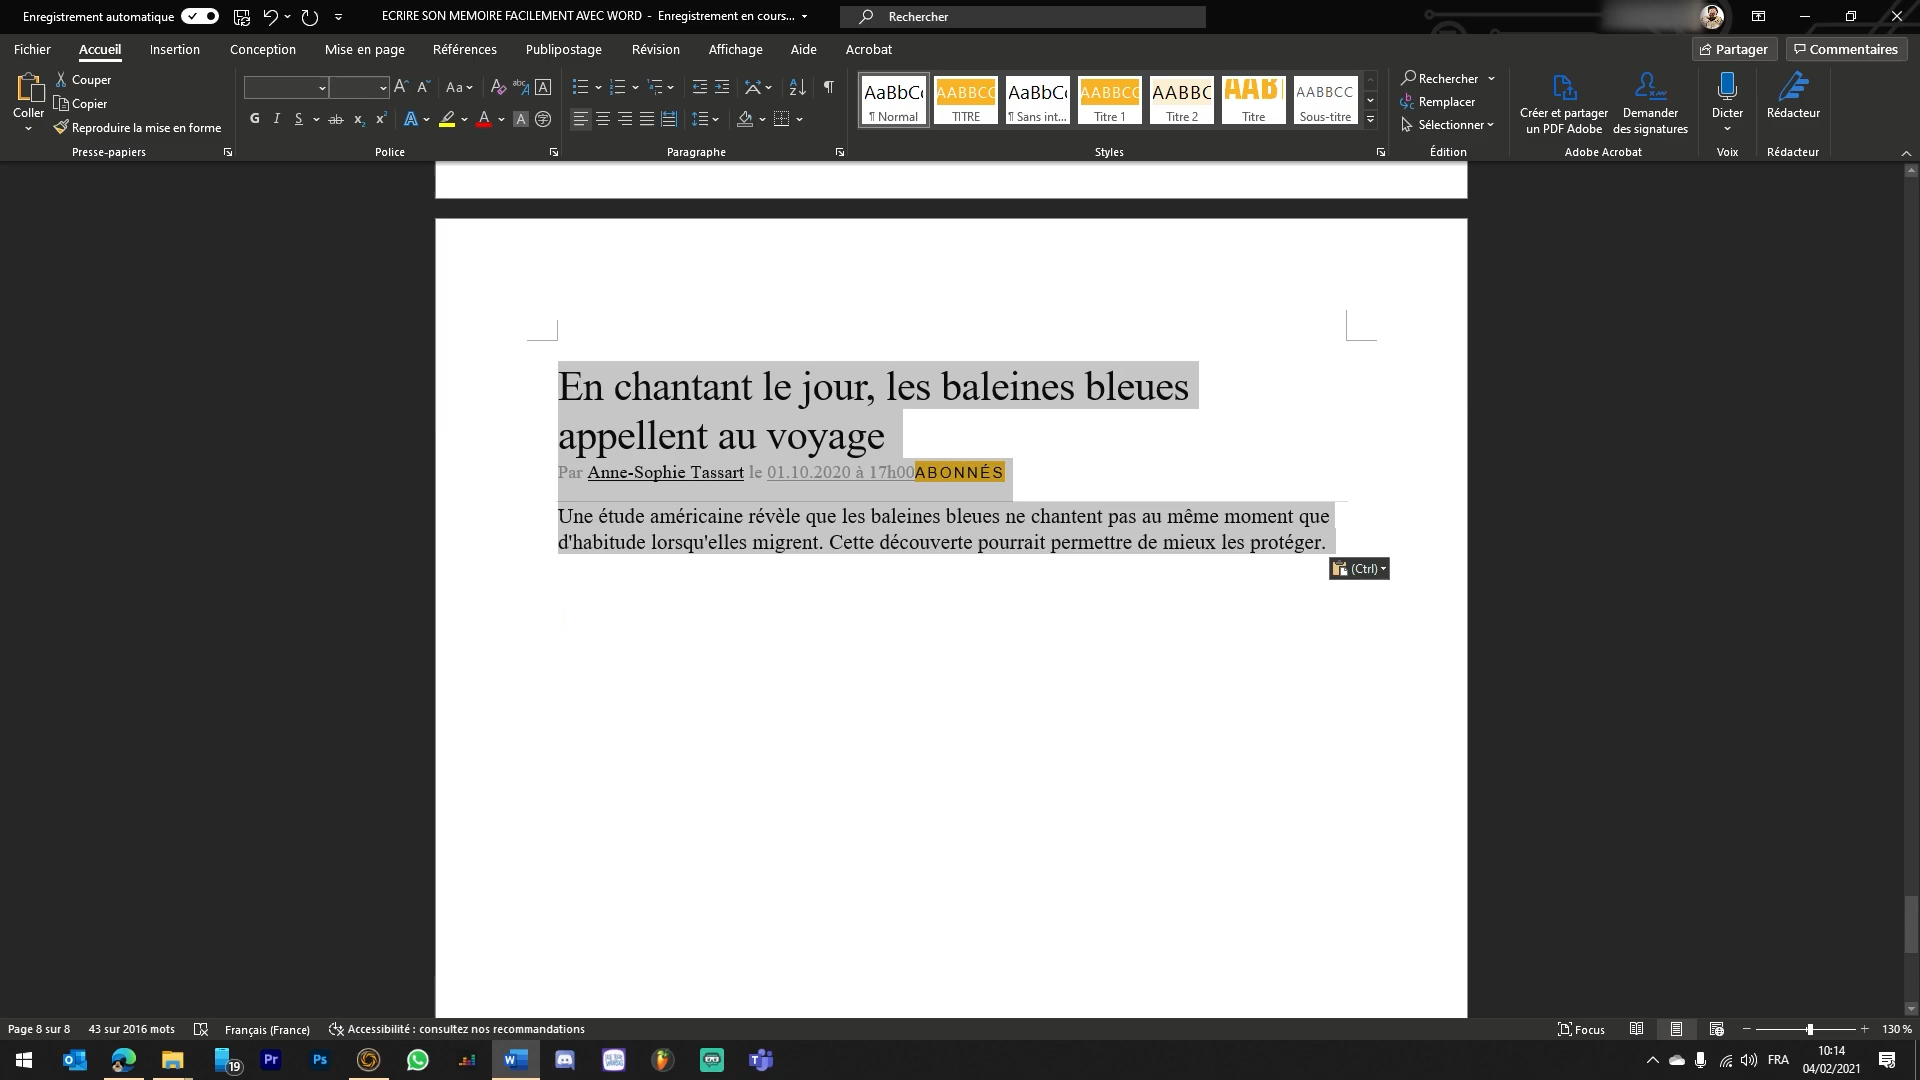 Enregistrement automatique
ECRIRE SON MEMOIRE FACILEMENT AVEC WORD - Enregistrement en cours...
Rechercher
Fichier Accueil Insertion Conception Mise en page Références Publipostage Révision Affichage Aide Acrobat
Partager Commentaires
Coller
Couper
Copier
Reproduire la mise en forme
Presse-papiers
Aa
G I S ab x₂ x² A A A
Police
Paragraphe
AaBbCc AABBCC AaBbCc AABBCC AABBC AAB AABBCC
¶ Normal TITRE ¶ Sans int... Titre 1 Titre 2 Titre Sous-titre
Styles
Rechercher
Remplacer
Sélectionner
Édition
Créer et partager un PDF Adobe
Demander des signatures
Adobe Acrobat
Dicter
Voix
Rédacteur
Rédacteur
En chantant le jour, les baleines bleues
appellent au voyage
Par Anne-Sophie Tassart le 01.10.2020 à 17h00ABONNÉS
Une étude américaine révèle que les baleines bleues ne chantent pas au même moment que
d'habitude lorsqu'elles migrent. Cette découverte pourrait permettre de mieux les protéger.
(Ctrl)
Page 8 sur 8 43 sur 2016 mots Français (France) Accessibilité : consultez nos recommandations
Focus 130 %
19 Pr Ps
FRA
10:14
04/02/2021